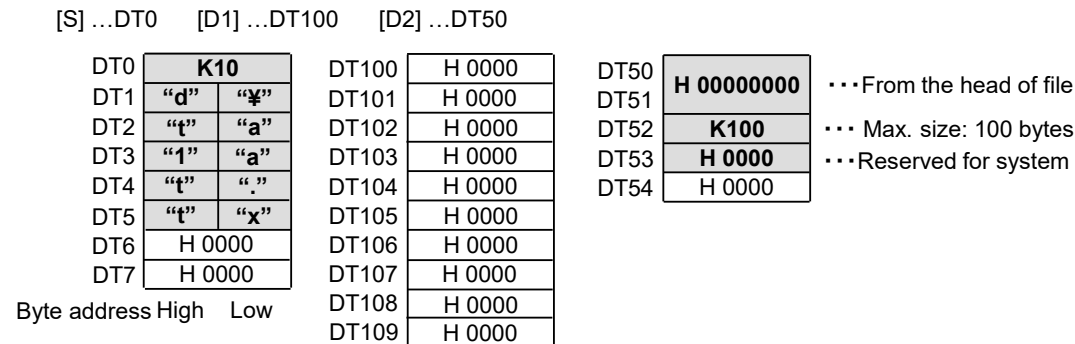 [S] …DT0 [D1] …DT100 [D2] …DT50
DT0 K10
DT1 “d” “¥”
DT2 “t” “a”
DT3 “1” “a”
DT4 “t” “.”
DT5 “t” “x”
DT6 H 0000
DT7 H 0000
Byte address High Low
DT100 H 0000
DT101 H 0000
DT102 H 0000
DT103 H 0000
DT104 H 0000
DT105 H 0000
DT106 H 0000
DT107 H 0000
DT108 H 0000
DT109 H 0000
DT50 H 00000000 ・・・From the head of file
DT51
DT52 K100 ・・・ Max. size: 100 bytes
DT53 H 0000 ・・・Reserved for system
DT54 H 0000